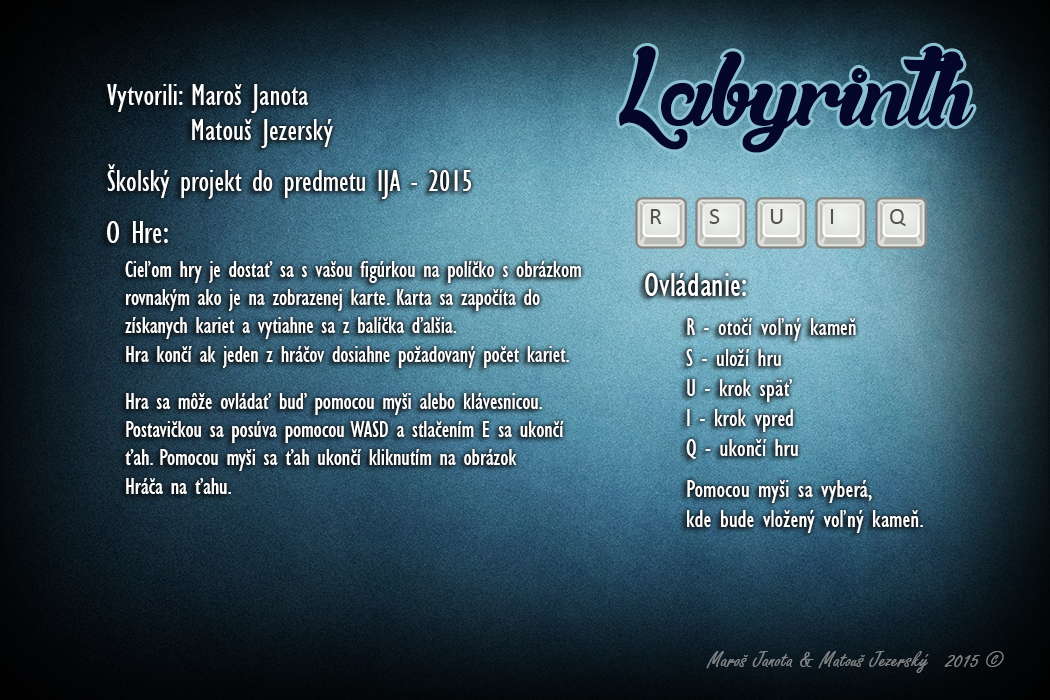 Labyrinth
Vytvorili: Maroš Janota
Matouš Jezerský
Školský projekt do predmetu IJA - 2015
O Hre:
Cieľom hry je dostať sa s vašou figúrkou na políčko s obrázkom
rovnakým ako je na zobrazenej karte. Karta sa započíta do
získanych kariet a vytiahne sa z balíčka ďalšia.
Hra končí ak jeden z hráčov dosiahne požadovaný počet kariet.
Hra sa môže ovládať buď pomocou myši alebo klávesnicou.
Postavičkou sa posúva pomocou WASD a stlačením E sa ukončí
ťah. Pomocou myši sa ťah ukončí kliknutím na obrázok
Hráča na ťahu.
R S U I Q
Ovládanie:
R - otočí voľný kameň
S - uloží hru
U - krok späť
I - krok vpred
Q - ukončí hru
Pomocou myši sa vyberá,
kde bude vložený voľný kameň.
Maroš Janota & Matouš Jezerský 2015 ©